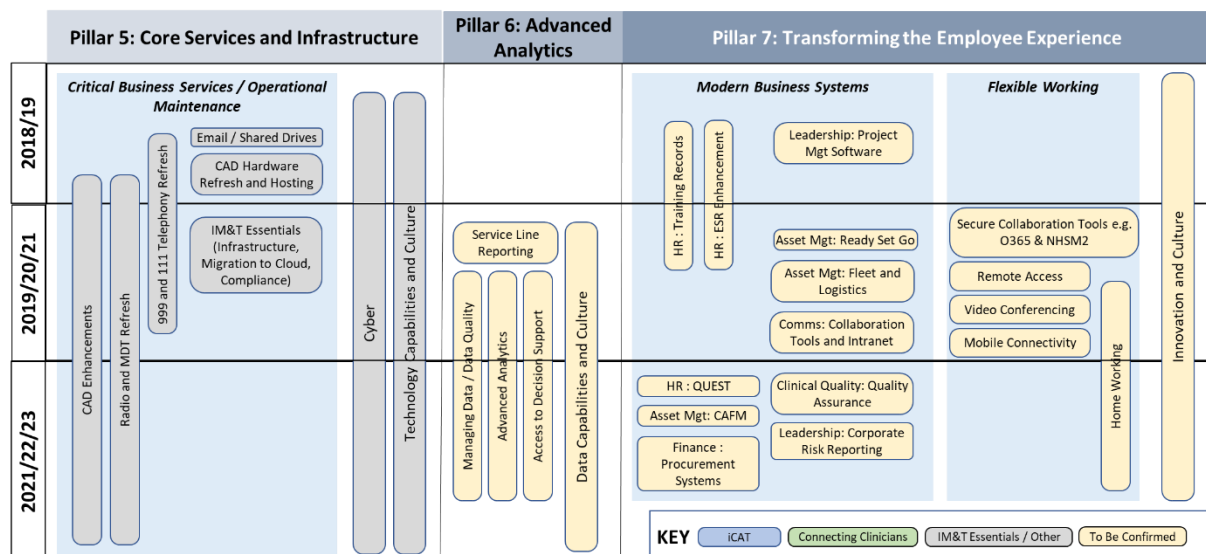 Pillar 5: Core Services and Infrastructure
Pillar 6: Advanced
Analytics
Pillar 7: Transforming the Employee Experience
2018/19
2019/20/21
2021/22/23
Critical Business Services / Operational
Maintenance
Email / Shared Drives
CAD Hardware
Refresh and Hosting
IM&T Essentials
(Infrastructure,
Migration to Cloud,
Compliance)
999 and 111 Telephony Refresh
CAD Enhancements
Radio and MDT Refresh
Cyber
Technology Capabilities and Culture
Service Line
Reporting
Managing Data / Data Quality
Advanced Analytics
Access to Decision Support
Data Capabilities and Culture
Modern Business Systems
HR : Training Records
HR : ESR Enhancement
Leadership: Project
Mgt Software
Asset Mgt: Ready Set Go
Asset Mgt: Fleet and
Logistics
Comms: Collaboration
Tools and Intranet
HR : QUEST
Asset Mgt: CAFM
Finance :
Procurement
Systems
Clinical Quality: Quality
Assurance
Leadership: Corporate
Risk Reporting
Flexible Working
Secure Collaboration Tools e.g.
O365 & NHSM2
Remote Access
Video Conferencing
Mobile Connectivity
Home Working
Innovation and Culture
KEY
iCAT
Connecting Clinicians
IM&T Essentials / Other
To Be Confirmed